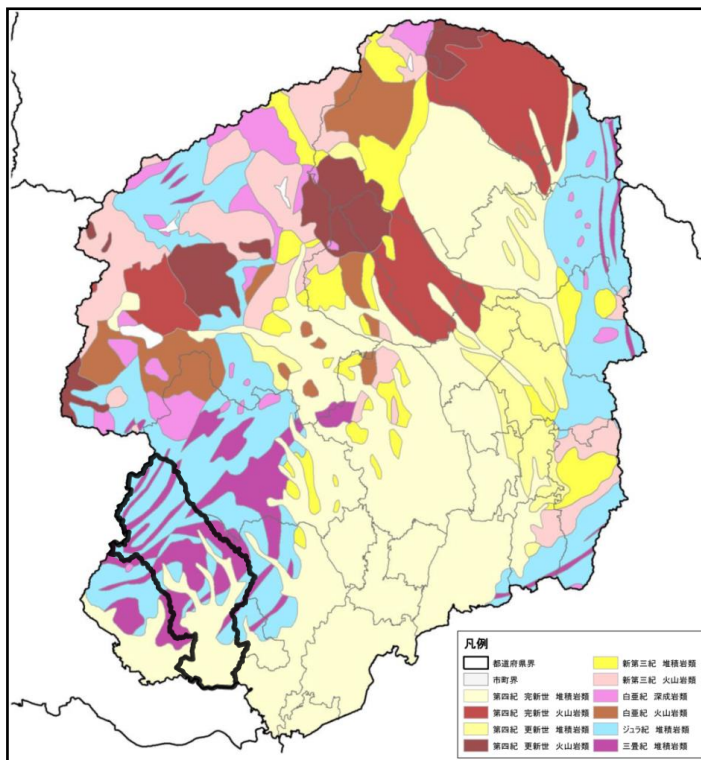 凡例
都道府県界
市町界
第四紀 完新世 堆積岩類
第四紀 完新世 火山岩類
第四紀 更新世 堆積岩類
第四紀 更新世 火山岩類
新第三紀 堆積岩類
新第三紀 火山岩類
白亜紀 深成岩類
白亜紀 火山岩類
ジュラ紀 堆積岩類
三畳紀 堆積岩類